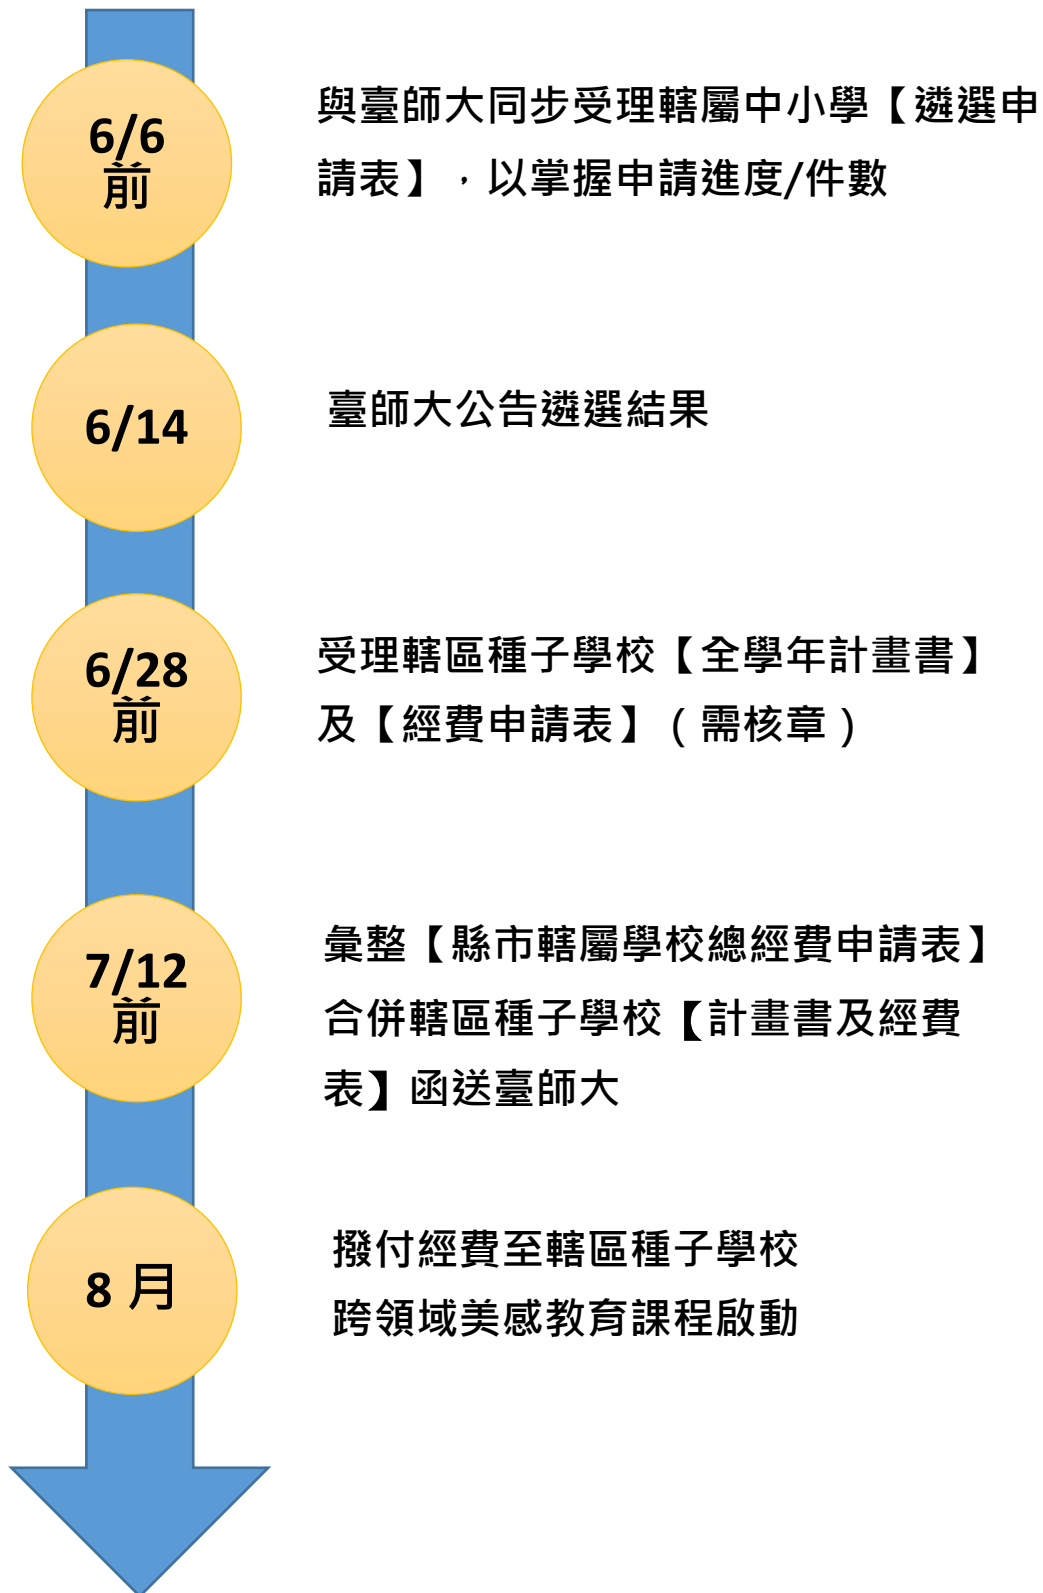 6/6
前
與臺師大同步受理轄屬中小學【遴選申
請表】，以掌握申請進度/件數
6/14
臺師大公告遴選結果
6/28
前
受理轄區種子學校【全學年計畫書】
及【經費申請表】（需核章）
7/12
前
彙整【縣市轄屬學校總經費申請表】
合併轄區種子學校【計畫書及經費
表】函送臺師大
8 月
撥付經費至轄區種子學校
跨領域美感教育課程啟動